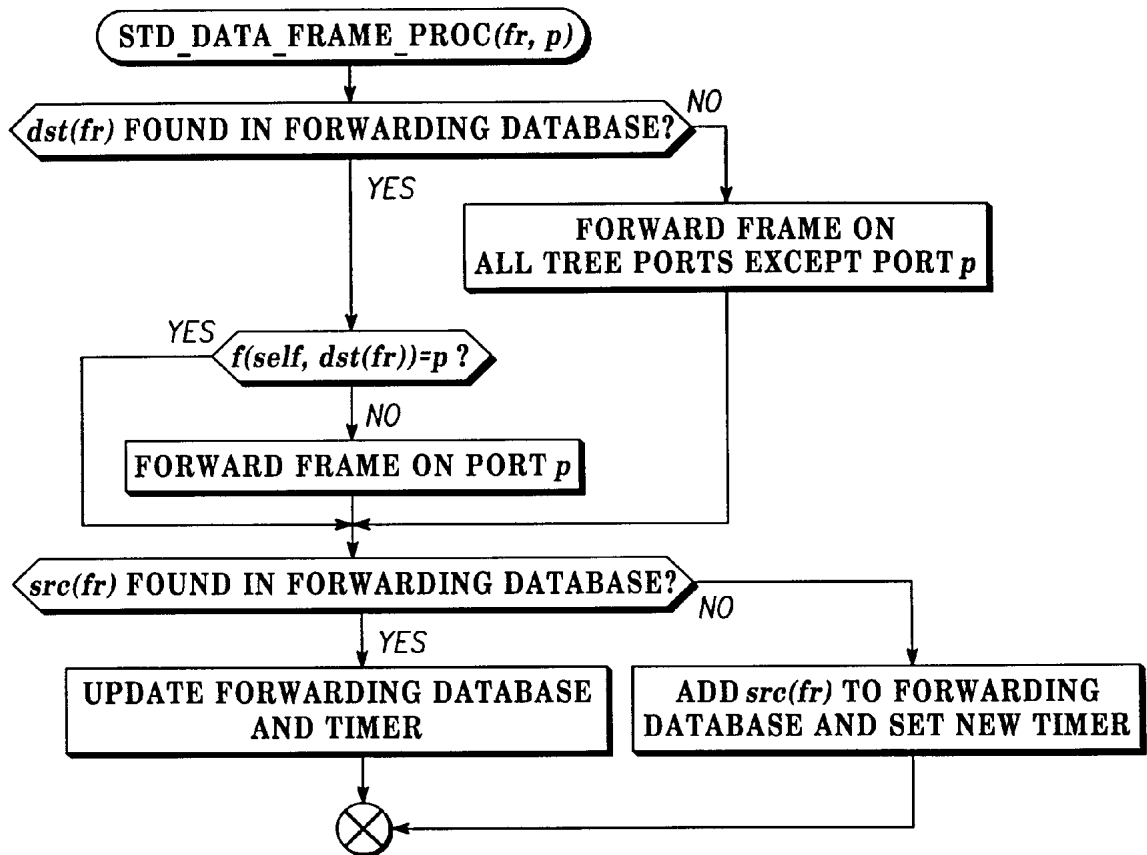 STD_DATA_FRAME_PROC(fr, p)
dst(fr) FOUND IN FORWARDING DATABASE?
NO
YES
FORWARD FRAME ON
ALL TREE PORTS EXCEPT PORT p
YES
f(self, dst(fr))=p ?
NO
FORWARD FRAME ON PORT p
src(fr) FOUND IN FORWARDING DATABASE?
NO
YES
UPDATE FORWARDING DATABASE
AND TIMER
ADD src(fr) TO FORWARDING
DATABASE AND SET NEW TIMER